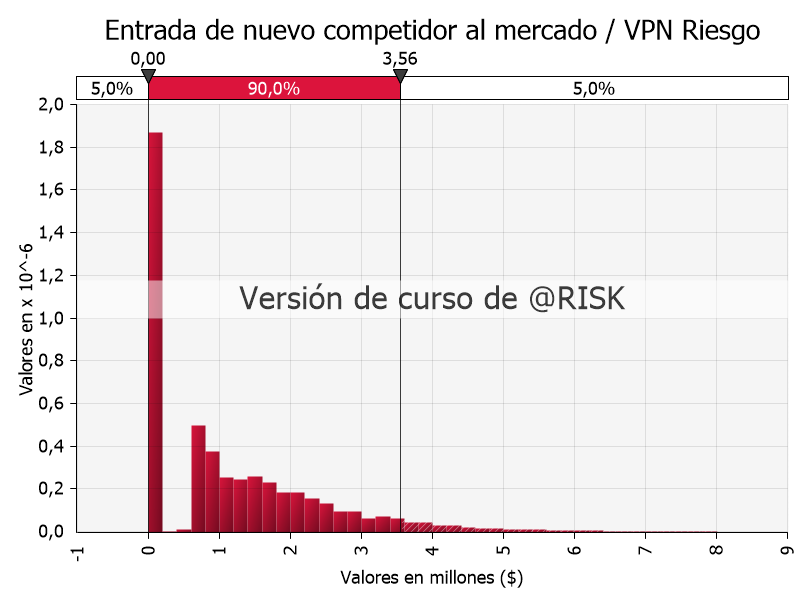 Entrada de nuevo competidor al mercado / VPN Riesgo
0,00 3,56
5,0% 90,0% 5,0%
2,0
1,8
1,6
1,4
1,2
1,0
0,8
0,6
0,4
0,2
0,0
Valores en x 10^-6
Versión de curso de @RISK
-1 0 1 2 3 4 5 6 7 8 9
Valores en millones ($)